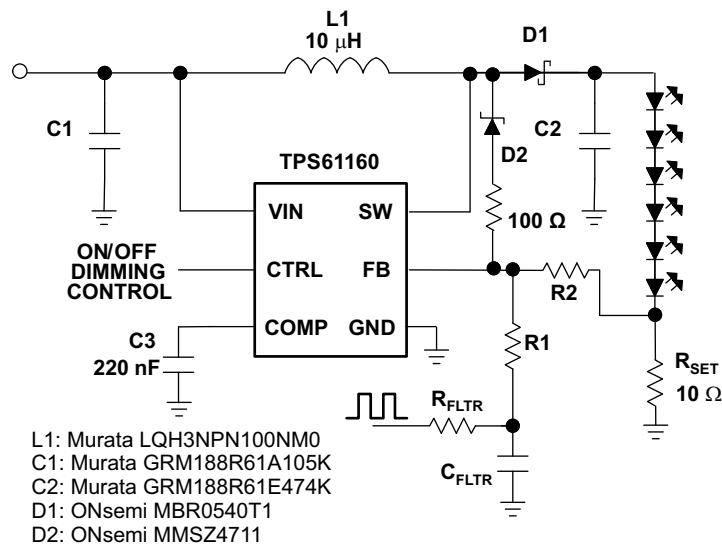 L1
10 μH
D1
C1
D2
C2
TPS61160
VIN
SW
100 Ω
ON/OFF
DIMMING
CONTROL
CTRL
FB
R2
C3
220 nF
COMP
GND
R1
RSET
10 Ω
RFLTR
CFLTR
L1: Murata LQH3NPN100NM0
C1: Murata GRM188R61A105K
C2: Murata GRM188R61E474K
D1: ONsemi MBR0540T1
D2: ONsemi MMSZ4711